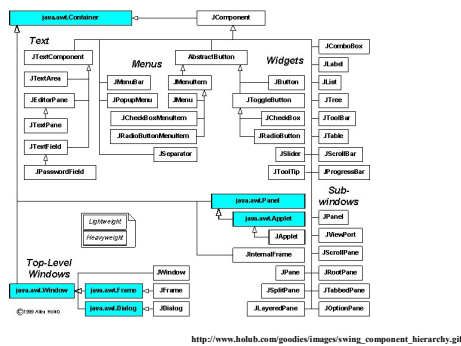 java.awt.Container
JComponent
Text
JTextComponent
JTextArea
JEditorPane
JTextPane
JTextField
JPasswordField
Menus
JMenuBar
JPopupMenu
AbstractButton
JMenuItem
JMenu
JCheckBoxMenuItem
JRadioButtonMenuItem
JSeparator
Widgets
JButton
JToggleButton
JCheckBox
JRadioButton
JSlider
JToolTip
JComboBox
JLabel
JList
JTree
JToolBar
JTable
JScrollBar
JProgressBar
java.awt.Panel
java.awt.Applet
JApplet
JInternalFrame
Lightweight
Heavyweight
Sub-
windows
JPanel
JViewPort
JScrollPane
JPane
JRootPane
JSplitPane
JTabbedPane
JLayeredPane
JOptionPane
Top-Level
Windows
java.awt.Window
JWindow
java.awt.Frame
JFrame
java.awt.Dialog
JDialog
©1999 Allen Holub
http://www.holub.com/goodies/images/swing_component_hierarchy.gif